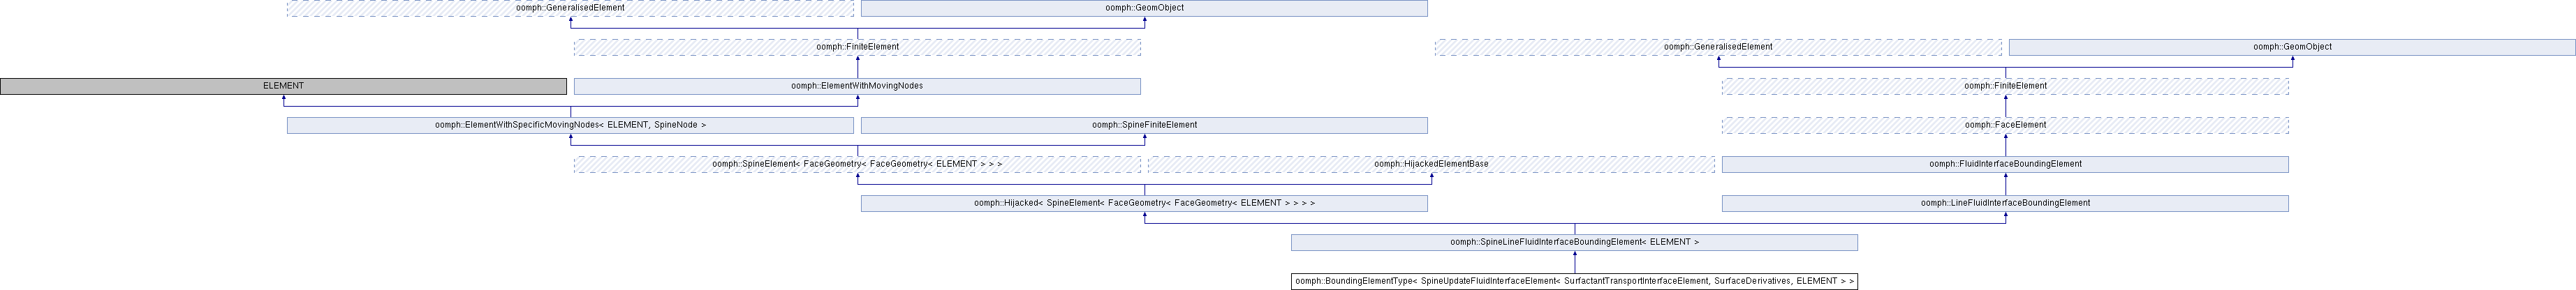 oomph::GeneralisedElement
oomph::GeomObject
oomph::FiniteElement
oomph::GeneralisedElement
oomph::GeomObject
ELEMENT
oomph::ElementWithMovingNodes
oomph::FiniteElement
oomph::ElementWithSpecificMovingNodes< ELEMENT, SpineNode >
oomph::SpineFiniteElement
oomph::FaceElement
oomph::SpineElement< FaceGeometry< FaceGeometry< ELEMENT > > >
oomph::HijackedElementBase
oomph::FluidInterfaceBoundingElement
oomph::Hijacked< SpineElement< FaceGeometry< FaceGeometry< ELEMENT > > > >
oomph::LineFluidInterfaceBoundingElement
oomph::SpineLineFluidInterfaceBoundingElement< ELEMENT >
oomph::BoundingElementType< SpineUpdateFluidInterfaceElement< SurfactantTransportInterfaceElement, SurfaceDerivatives, ELEMENT > >